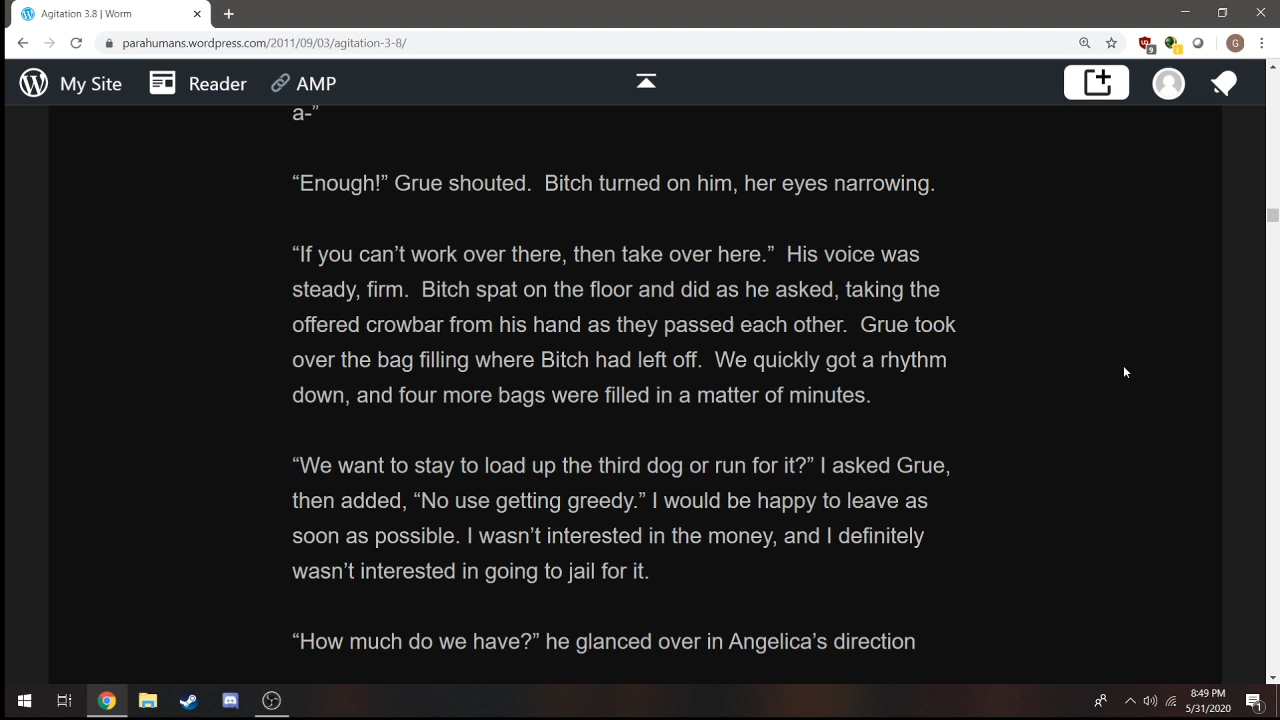 Agitation 3.8 | Worm
parahumans.wordpress.com/2011/09/03/agitation-3-8/
9
G
My Site
Reader
AMP
a-”
“Enough!” Grue shouted.  Bitch turned on him, her eyes narrowing.
“If you can’t work over there, then take over here.”  His voice was
steady, firm.  Bitch spat on the floor and did as he asked, taking the
offered crowbar from his hand as they passed each other.  Grue took
over the bag filling where Bitch had left off.  We quickly got a rhythm
down, and four more bags were filled in a matter of minutes.
“We want to stay to load up the third dog or run for it?” I asked Grue,
then added, “No use getting greedy.” I would be happy to leave as
soon as possible. I wasn’t interested in the money, and I definitely
wasn’t interested in going to jail for it.
“How much do we have?” he glanced over in Angelica’s direction
8:49 PM
5/31/2020
1